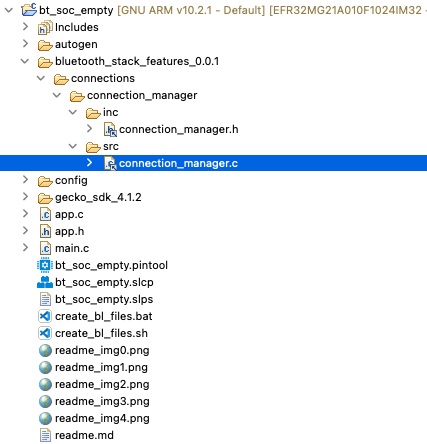 bt_soc_empty [GNU ARM v10.2.1 - Default] [EFR32MG21A010F1024IM32 -
Includes
autogen
bluetooth_stack_features_0.0.1
connections
connection_manager
inc
connection_manager.h
src
connection_manager.c
config
gecko_sdk_4.1.2
app.c
app.h
main.c
bt_soc_empty.pintool
bt_soc_empty.slcp
bt_soc_empty.slps
create_bl_files.bat
create_bl_files.sh
readme_img0.png
readme_img1.png
readme_img2.png
readme_img3.png
readme_img4.png
readme.md